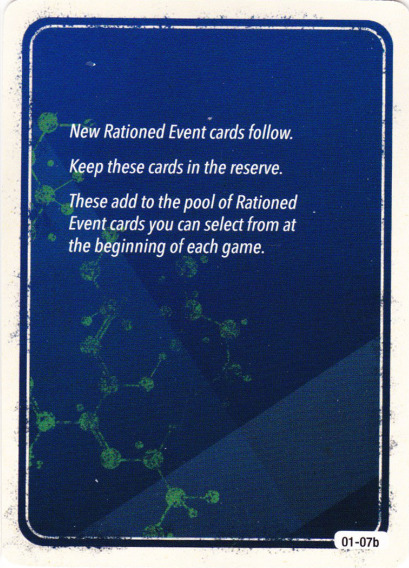 New Rationed Event cards follow.
Keep these cards in the reserve.
These add to the pool of Rationed
Event cards you can select from at
the beginning of each game.
01-07b